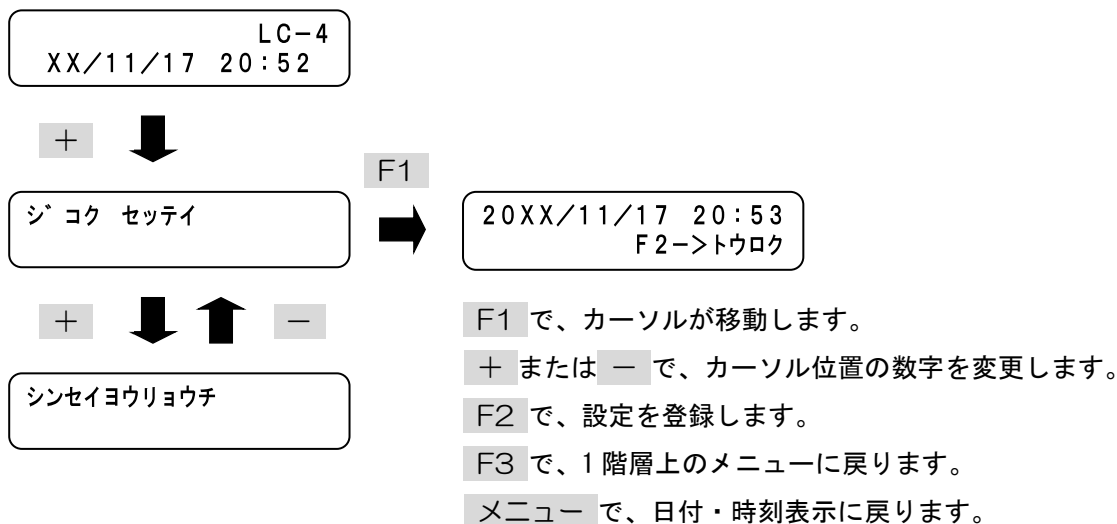 LC−4
XX/11/17 20:52
＋
F1
ジコク セッテイ
20XX/11/17 20:53
F2−>トウロク
＋ －
シンセイヨウリョウチ
F1 で、カーソルが移動します。
＋ または － で、カーソル位置の数字を変更します。
F2 で、設定を登録します。
F3 で、1階層上のメニューに戻ります。
メニュー で、日付・時刻表示に戻ります。